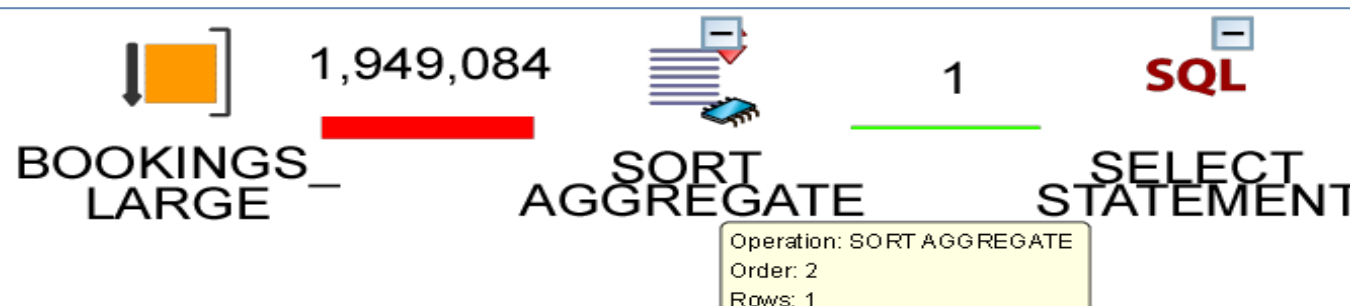 1,949,084
1
SQL
BOOKINGS_
LARGE
SORT
AGGREGATE
SELECT
STATEMENT
Operation: SORT AGGREGATE
Order: 2
Rows: 1